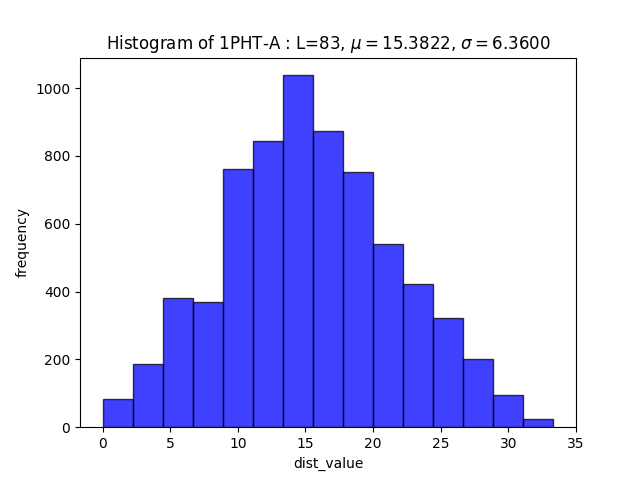 Histogram of 1PHT-A : L=83, μ = 15.3822, σ = 6.3600
1000
800
600
400
200
0
frequency
0 5 10 15 20 25 30 35
dist_value